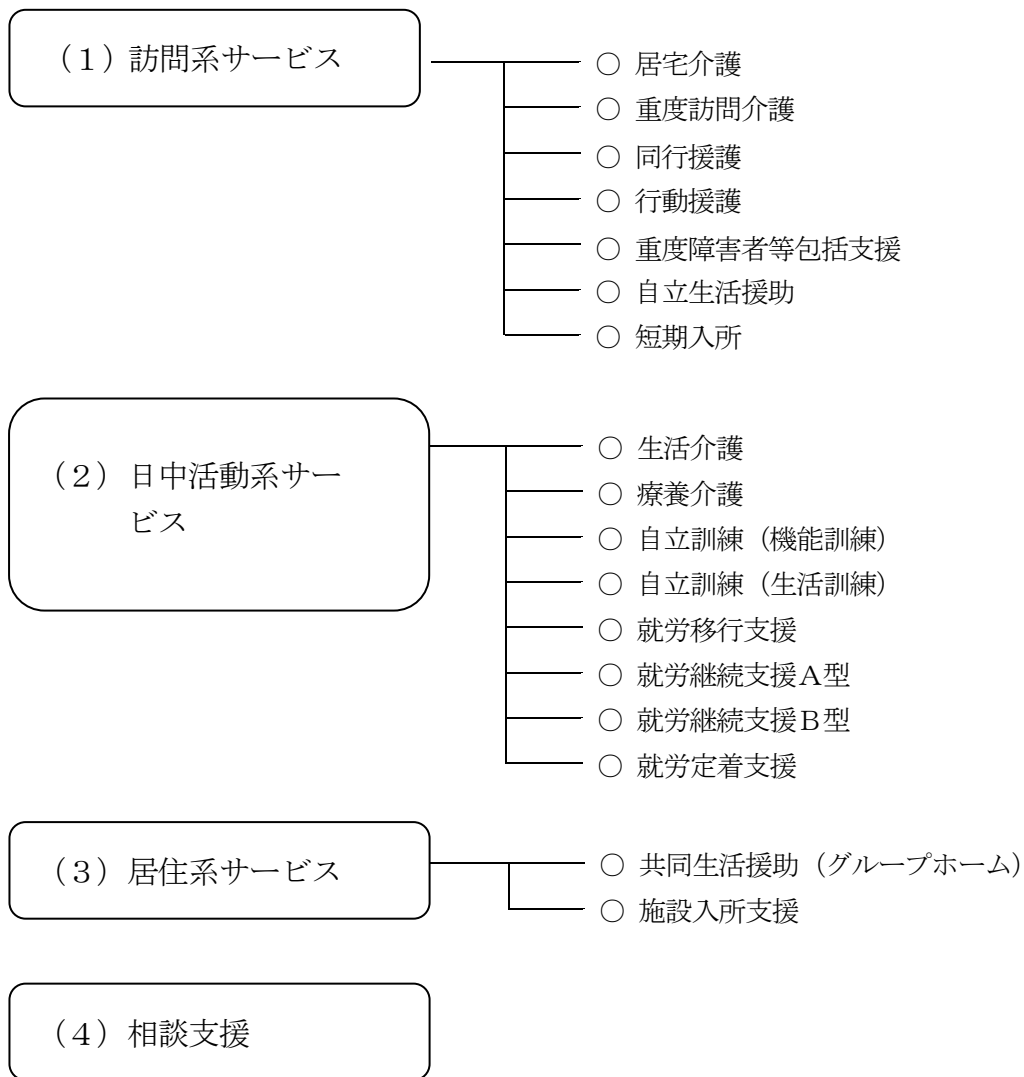 （１）訪問系サービス
○ 居宅介護
○ 重度訪問介護
○ 同行援護
○ 行動援護
○ 重度障害者等包括支援
○ 自立生活援助
○ 短期入所
（２）日中活動系サー
ビス
○ 生活介護
○ 療養介護
○ 自立訓練（機能訓練）
○ 自立訓練（生活訓練）
○ 就労移行支援
○ 就労継続支援Ａ型
○ 就労継続支援Ｂ型
○ 就労定着支援
（３）居住系サービス
○ 共同生活援助（グループホーム）
○ 施設入所支援
（４）相談支援